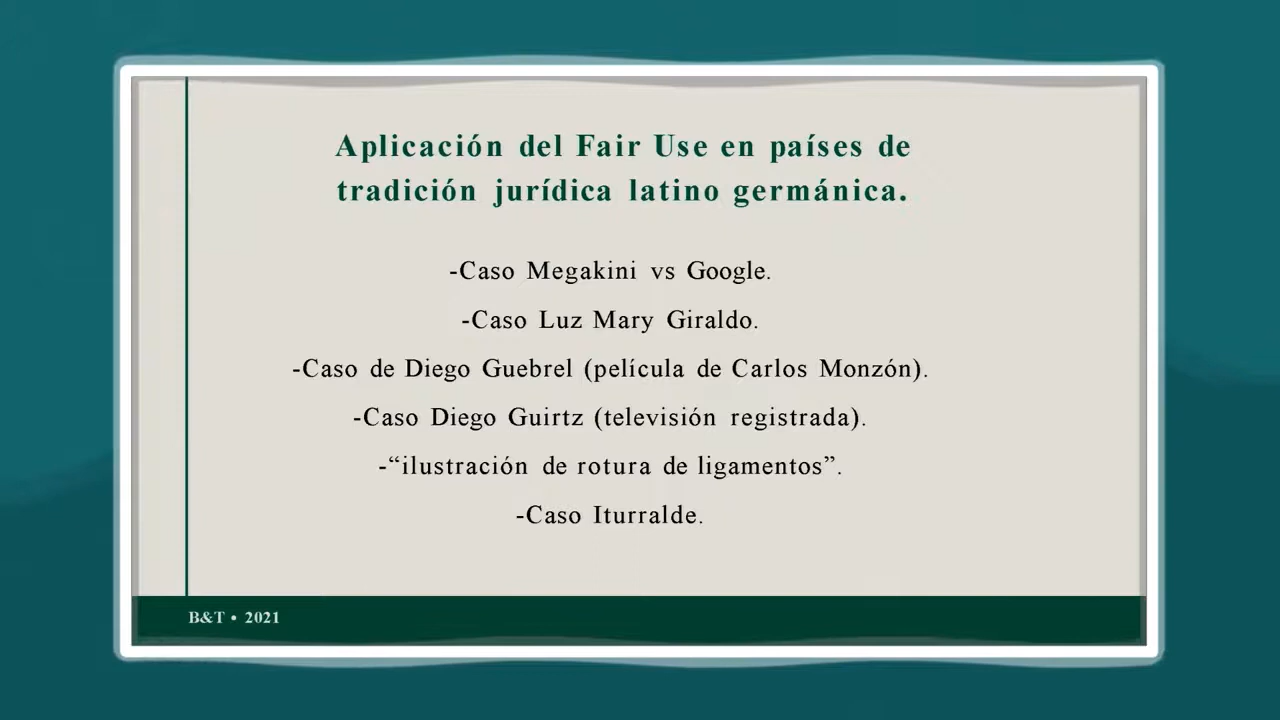 Aplicación del Fair Use en países de
tradición jurídica latino germánica.
-Caso Megakini vs Google.
-Caso Luz Mary Giraldo.
-Caso de Diego Guebrel (película de Carlos Monzón).
-Caso Diego Guirtz (televisión registrada).
-“ilustración de rotura de ligamentos”.
-Caso Iturralde.
B&T • 2021